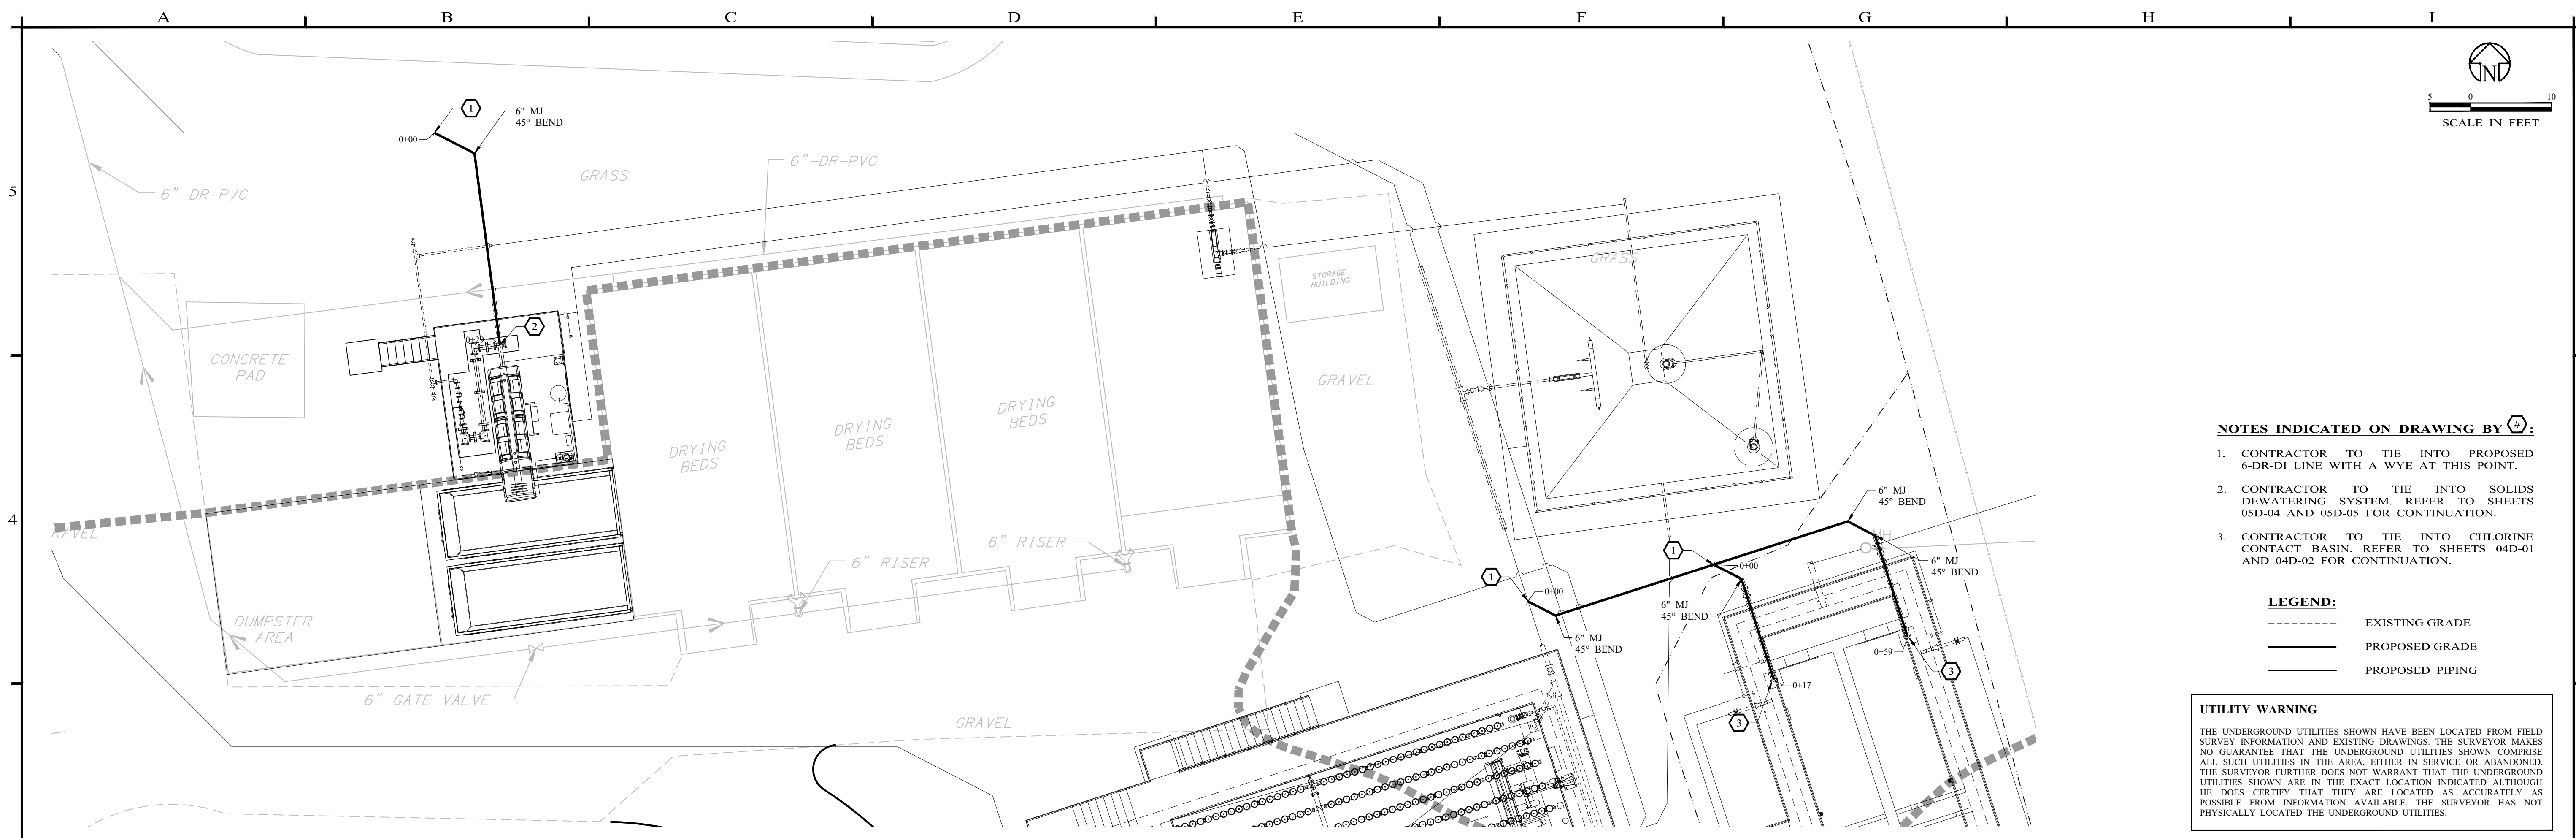 A B C D E F G H I
5
4
N
5 0 10
SCALE IN FEET
1
6" MJ
45° BEND
0+00
6"-DR-PVC
GRASS
6"-DR-PVC
2
CONCRETE
PAD
STORAGE
BUILDING
GRASS
GRAVEL
DRYING
BEDS
DRYING
BEDS
DRYING
BEDS
6" RISER
6" RISER
DUMPSTER
AREA
6" GATE VALVE
GRAVEL
1
0+00
6" MJ
45° BEND
1
0+00
6" MJ
45° BEND
6" MJ
45° BEND
MH
6" MJ
45° BEND
0+59
3
0+17
3
NOTES INDICATED ON DRAWING BY #:
1. CONTRACTOR TO TIE INTO PROPOSED
6-DR-DI LINE WITH A WYE AT THIS POINT.
2. CONTRACTOR TO TIE INTO SOLIDS
DEWATERING SYSTEM. REFER TO SHEETS
05D-04 AND 05D-05 FOR CONTINUATION.
3. CONTRACTOR TO TIE INTO CHLORINE
CONTACT BASIN. REFER TO SHEETS 04D-01
AND 04D-02 FOR CONTINUATION.
LEGEND:
EXISTING GRADE
PROPOSED GRADE
PROPOSED PIPING
UTILITY WARNING
THE UNDERGROUND UTILITIES SHOWN HAVE BEEN LOCATED FROM FIELD
SURVEY INFORMATION AND EXISTING DRAWINGS. THE SURVEYOR MAKES
NO GUARANTEE THAT THE UNDERGROUND UTILITIES SHOWN COMPRISE
ALL SUCH UTILITIES IN THE AREA, EITHER IN SERVICE OR ABANDONED.
THE SURVEYOR FURTHER DOES NOT WARRANT THAT THE UNDERGROUND
UTILITIES SHOWN ARE IN THE EXACT LOCATION INDICATED ALTHOUGH
HE DOES CERTIFY THAT THEY ARE LOCATED AS ACCURATELY AS
POSSIBLE FROM INFORMATION AVAILABLE. THE SURVEYOR HAS NOT
PHYSICALLY LOCATED THE UNDERGROUND UTILITIES.